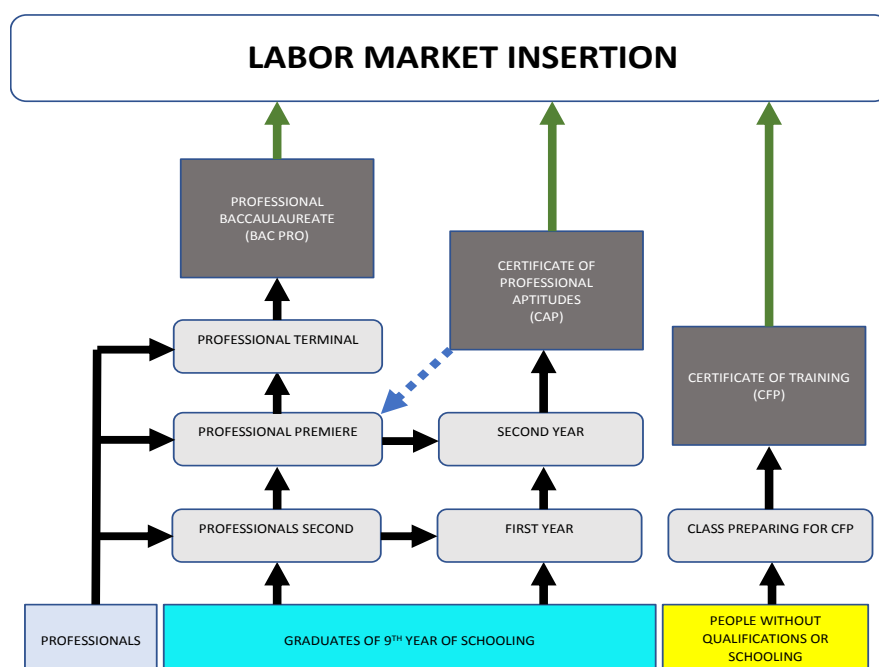 LABOR MARKET INSERTION
PROFESSIONAL
BACCAULAUREATE
(BAC PRO)
CERTIFICATE OF
PROFESSIONAL
APTITUDES
(CAP)
PROFESSIONAL TERMINAL
CERTIFICATE OF TRAINING
(CFP)
PROFESSIONAL PREMIERE
SECOND YEAR
PROFESSIONALS SECOND
FIRST YEAR
CLASS PREPARING FOR CFP
PROFESSIONALS
GRADUATES OF 9TH YEAR OF SCHOOLING
PEOPLE WITHOUT
QUALIFICATIONS OR
SCHOOLING